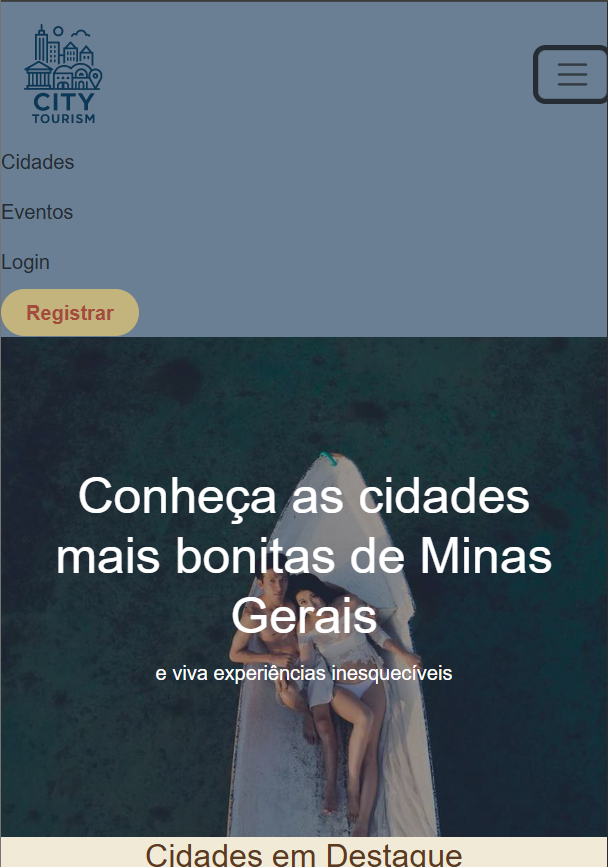 CITY
TOURISM
Cidades
Eventos
Login
Registrar
Conheça as cidades
mais bonitas de Minas
Gerais
e viva experiências inesquecíveis
Cidades em Destaque